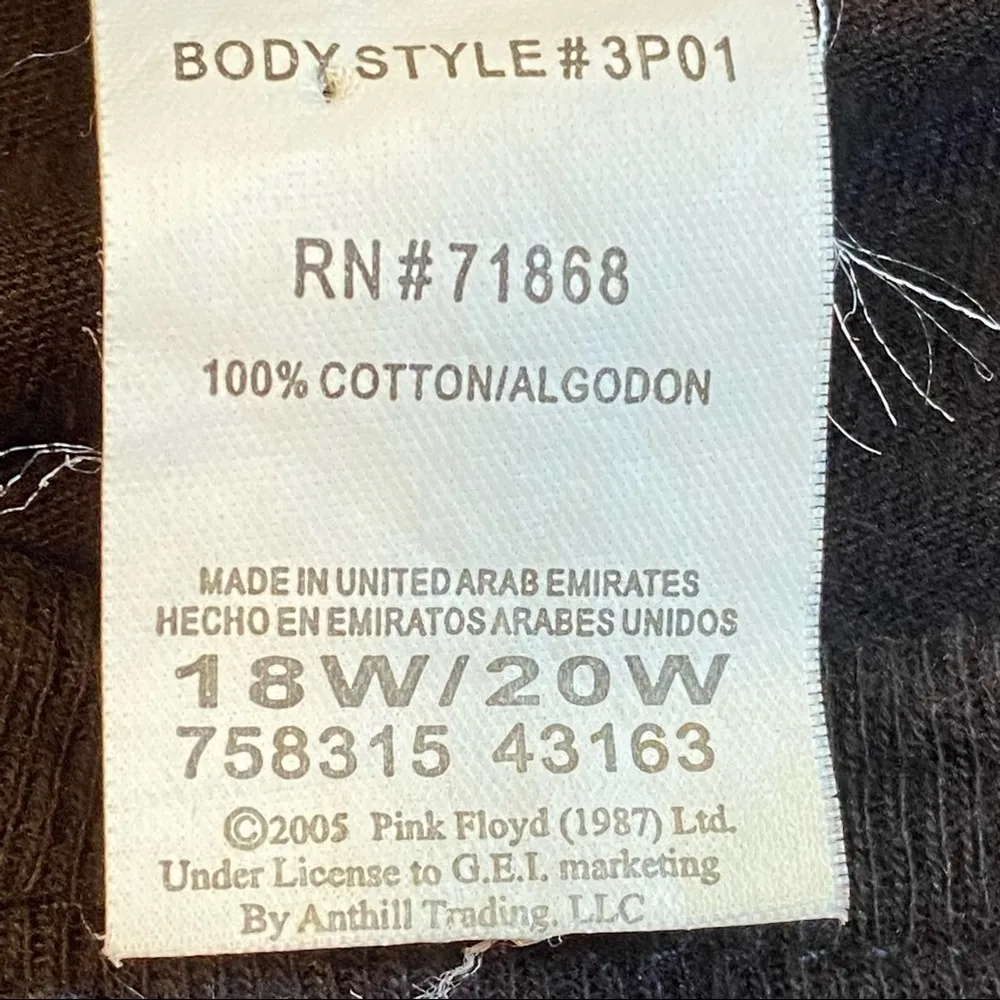 BODY STYLE # 3P01
RN # 71868
100% COTTON/ALGODON
MADE IN UNITED ARAB EMIRATES
HECHO EN EMIRATOS ARABES UNIDOS
18W/20W
758315 43163
©2005 Pink Floyd (1987) Ltd.
Under License to G.E.I. marketing
By Anthill Trading, LLC